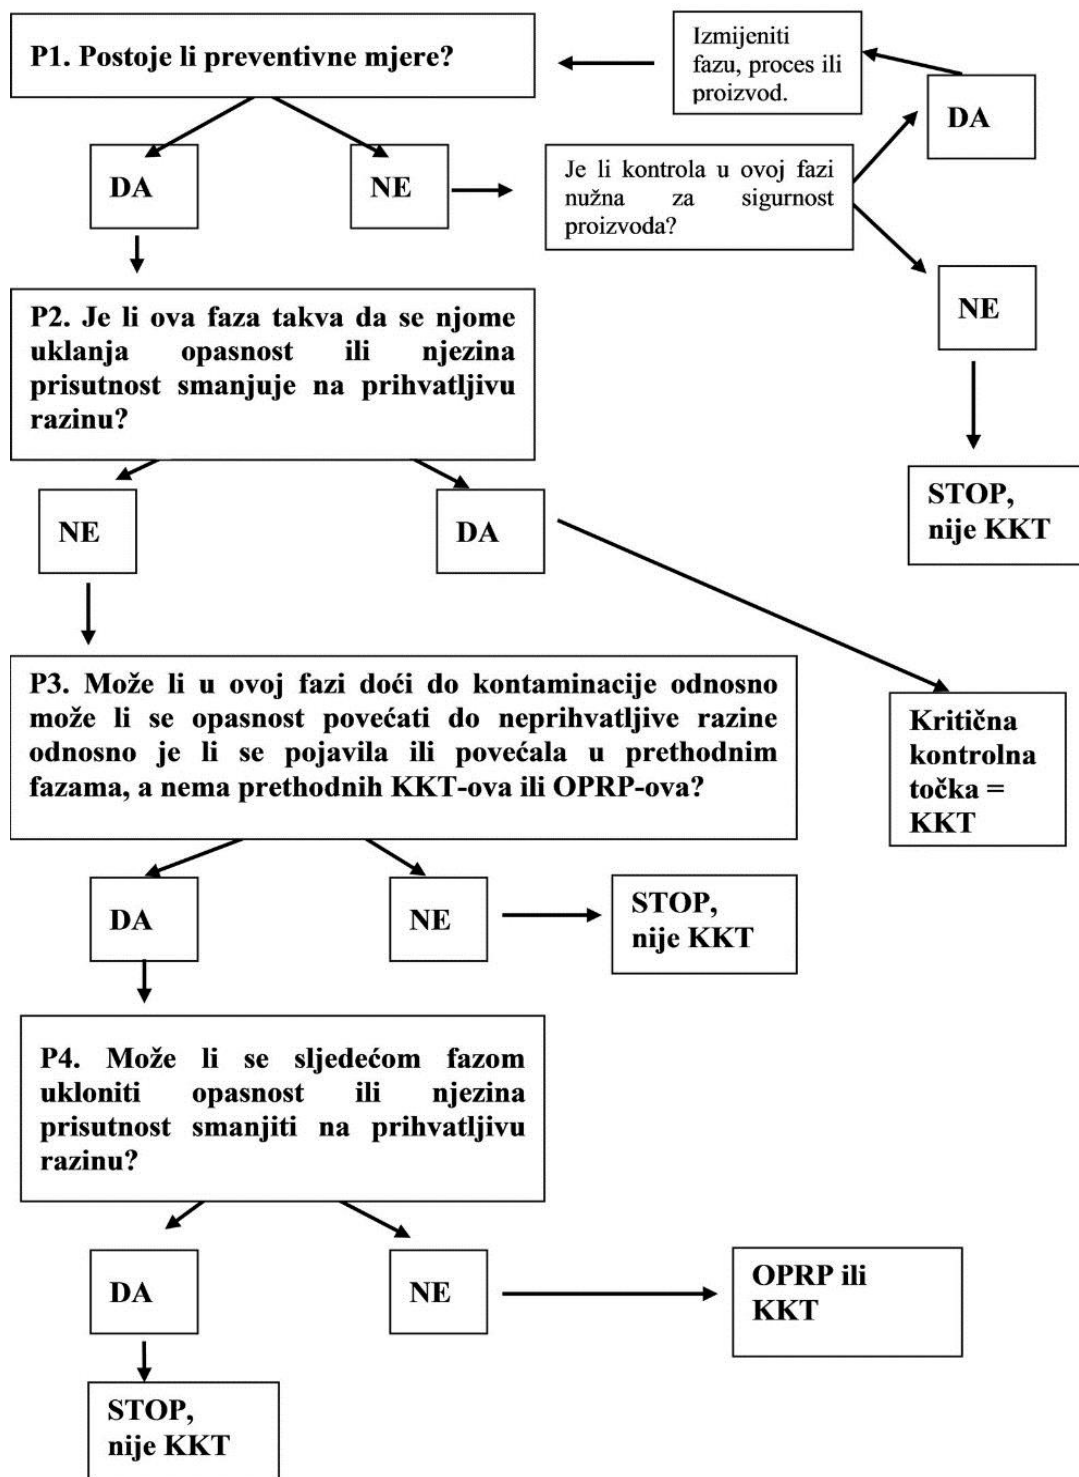 P1. Postoje li preventivne mjere?
Izmijeniti
fazu, proces ili
proizvod.
DA
DA
NE
Je li kontrola u ovoj fazi
nužna za sigurnost
proizvoda?
NE
P2. Je li ova faza takva da se njome
uklanja opasnost ili njezina
prisutnost smanjuje na prihvatljivu
razinu?
STOP,
nije KKT
NE
DA
P3. Može li u ovoj fazi doći do kontaminacije odnosno
može li se opasnost povećati do neprihvatljive razine
odnosno je li se pojavila ili povećala u prethodnim
fazama, a nema prethodnih KKT-ova ili OPRP-ova?
Kritična
kontrolna
točka =
KKT
DA
NE
STOP,
nije KKT
P4. Može li se sljedećom fazom
ukloniti opasnost ili njezina
prisutnost smanjiti na prihvatljivu
razinu?
DA
NE
OPRP ili
KKT
STOP,
nije KKT